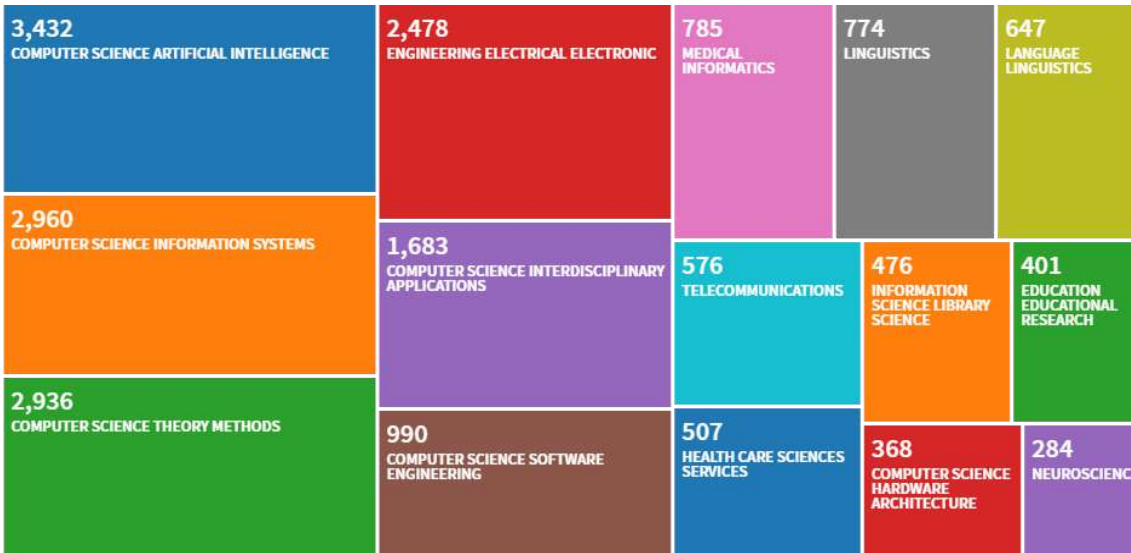 3,432
COMPUTER SCIENCE ARTIFICIAL INTELLIGENCE
2,960
COMPUTER SCIENCE INFORMATION SYSTEMS
2,936
COMPUTER SCIENCE THEORY METHODS
2,478
ENGINEERING ELECTRICAL ELECTRONIC
1,683
COMPUTER SCIENCE INTERDISCIPLINARY
APPLICATIONS
990
COMPUTER SCIENCE SOFTWARE
ENGINEERING
785
MEDICAL
INFORMATICS
774
LINGUISTICS
647
LANGUAGE
LINGUISTICS
576
TELECOMMUNICATIONS
476
INFORMATION
SCIENCE LIBRARY
SCIENCE
401
EDUCATION
EDUCATIONAL
RESEARCH
507
HEALTH CARE SCIENCES
SERVICES
368
COMPUTER SCIENCE
HARDWARE
ARCHITECTURE
284
NEUROSCIENC